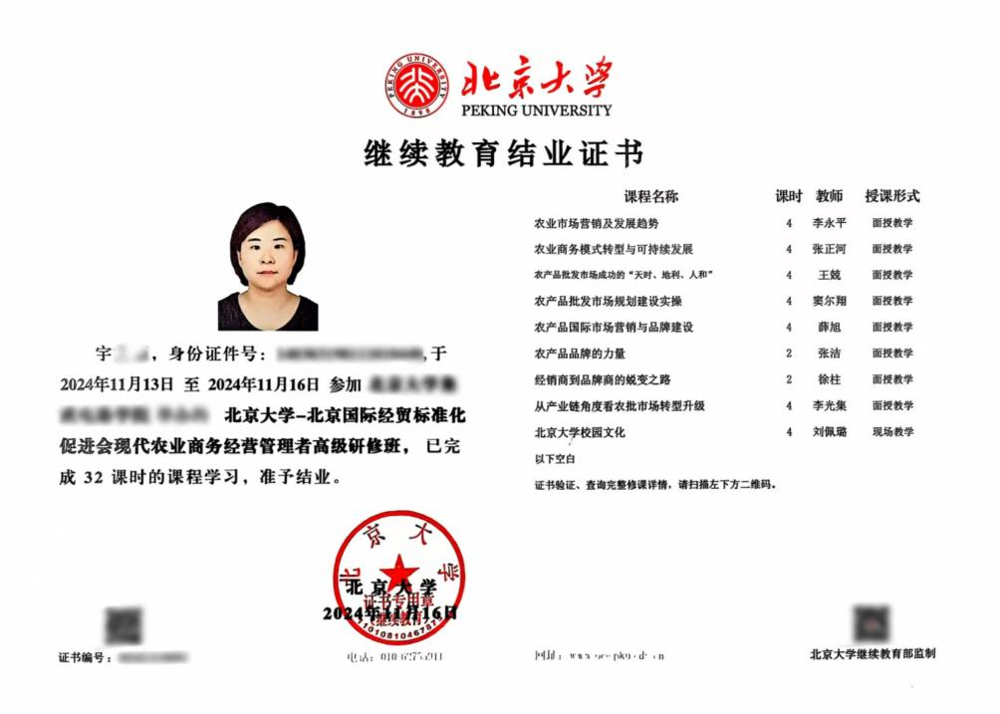 PEKING UNIVERSITY
1898
北京大学
PEKING UNIVERSITY
继续教育结业证书
字
，身份证件号：
,于
2024年11月13日 至 2024年11月16日 参加
北京大学-北京国际经贸标准化
促进会现代农业商务经营管理者高级研修班，已完
成 32 课时的课程学习，准予结业。
北京大学
北京大学
证书专用章
2024年11月16日
（继续教育）
证书编号：
电话：010-62755911
课程名称 课时 教师 授课形式
农业市场营销及发展趋势 4 李永平 面授教学
农业商务模式转型与可持续发展 4 张正河 面授教学
农产品批发市场成功的“天时、地利、人和” 4 王兢 面授教学
农产品批发市场规划建设实操 4 窦尔翔 面授教学
农产品国际市场营销与品牌建设 4 薛旭 面授教学
农产品品牌的力量 2 张洁 面授教学
经销商到品牌商的蜕变之路 2 徐柱 面授教学
从产业链角度看农批市场转型升级 4 李光集 面授教学
北京大学校园文化 4 刘佩璐 现场教学
以下空白
证书验证、查询完整修课详情，请扫描左下方二维码。
网址：
北京大学继续教育部监制